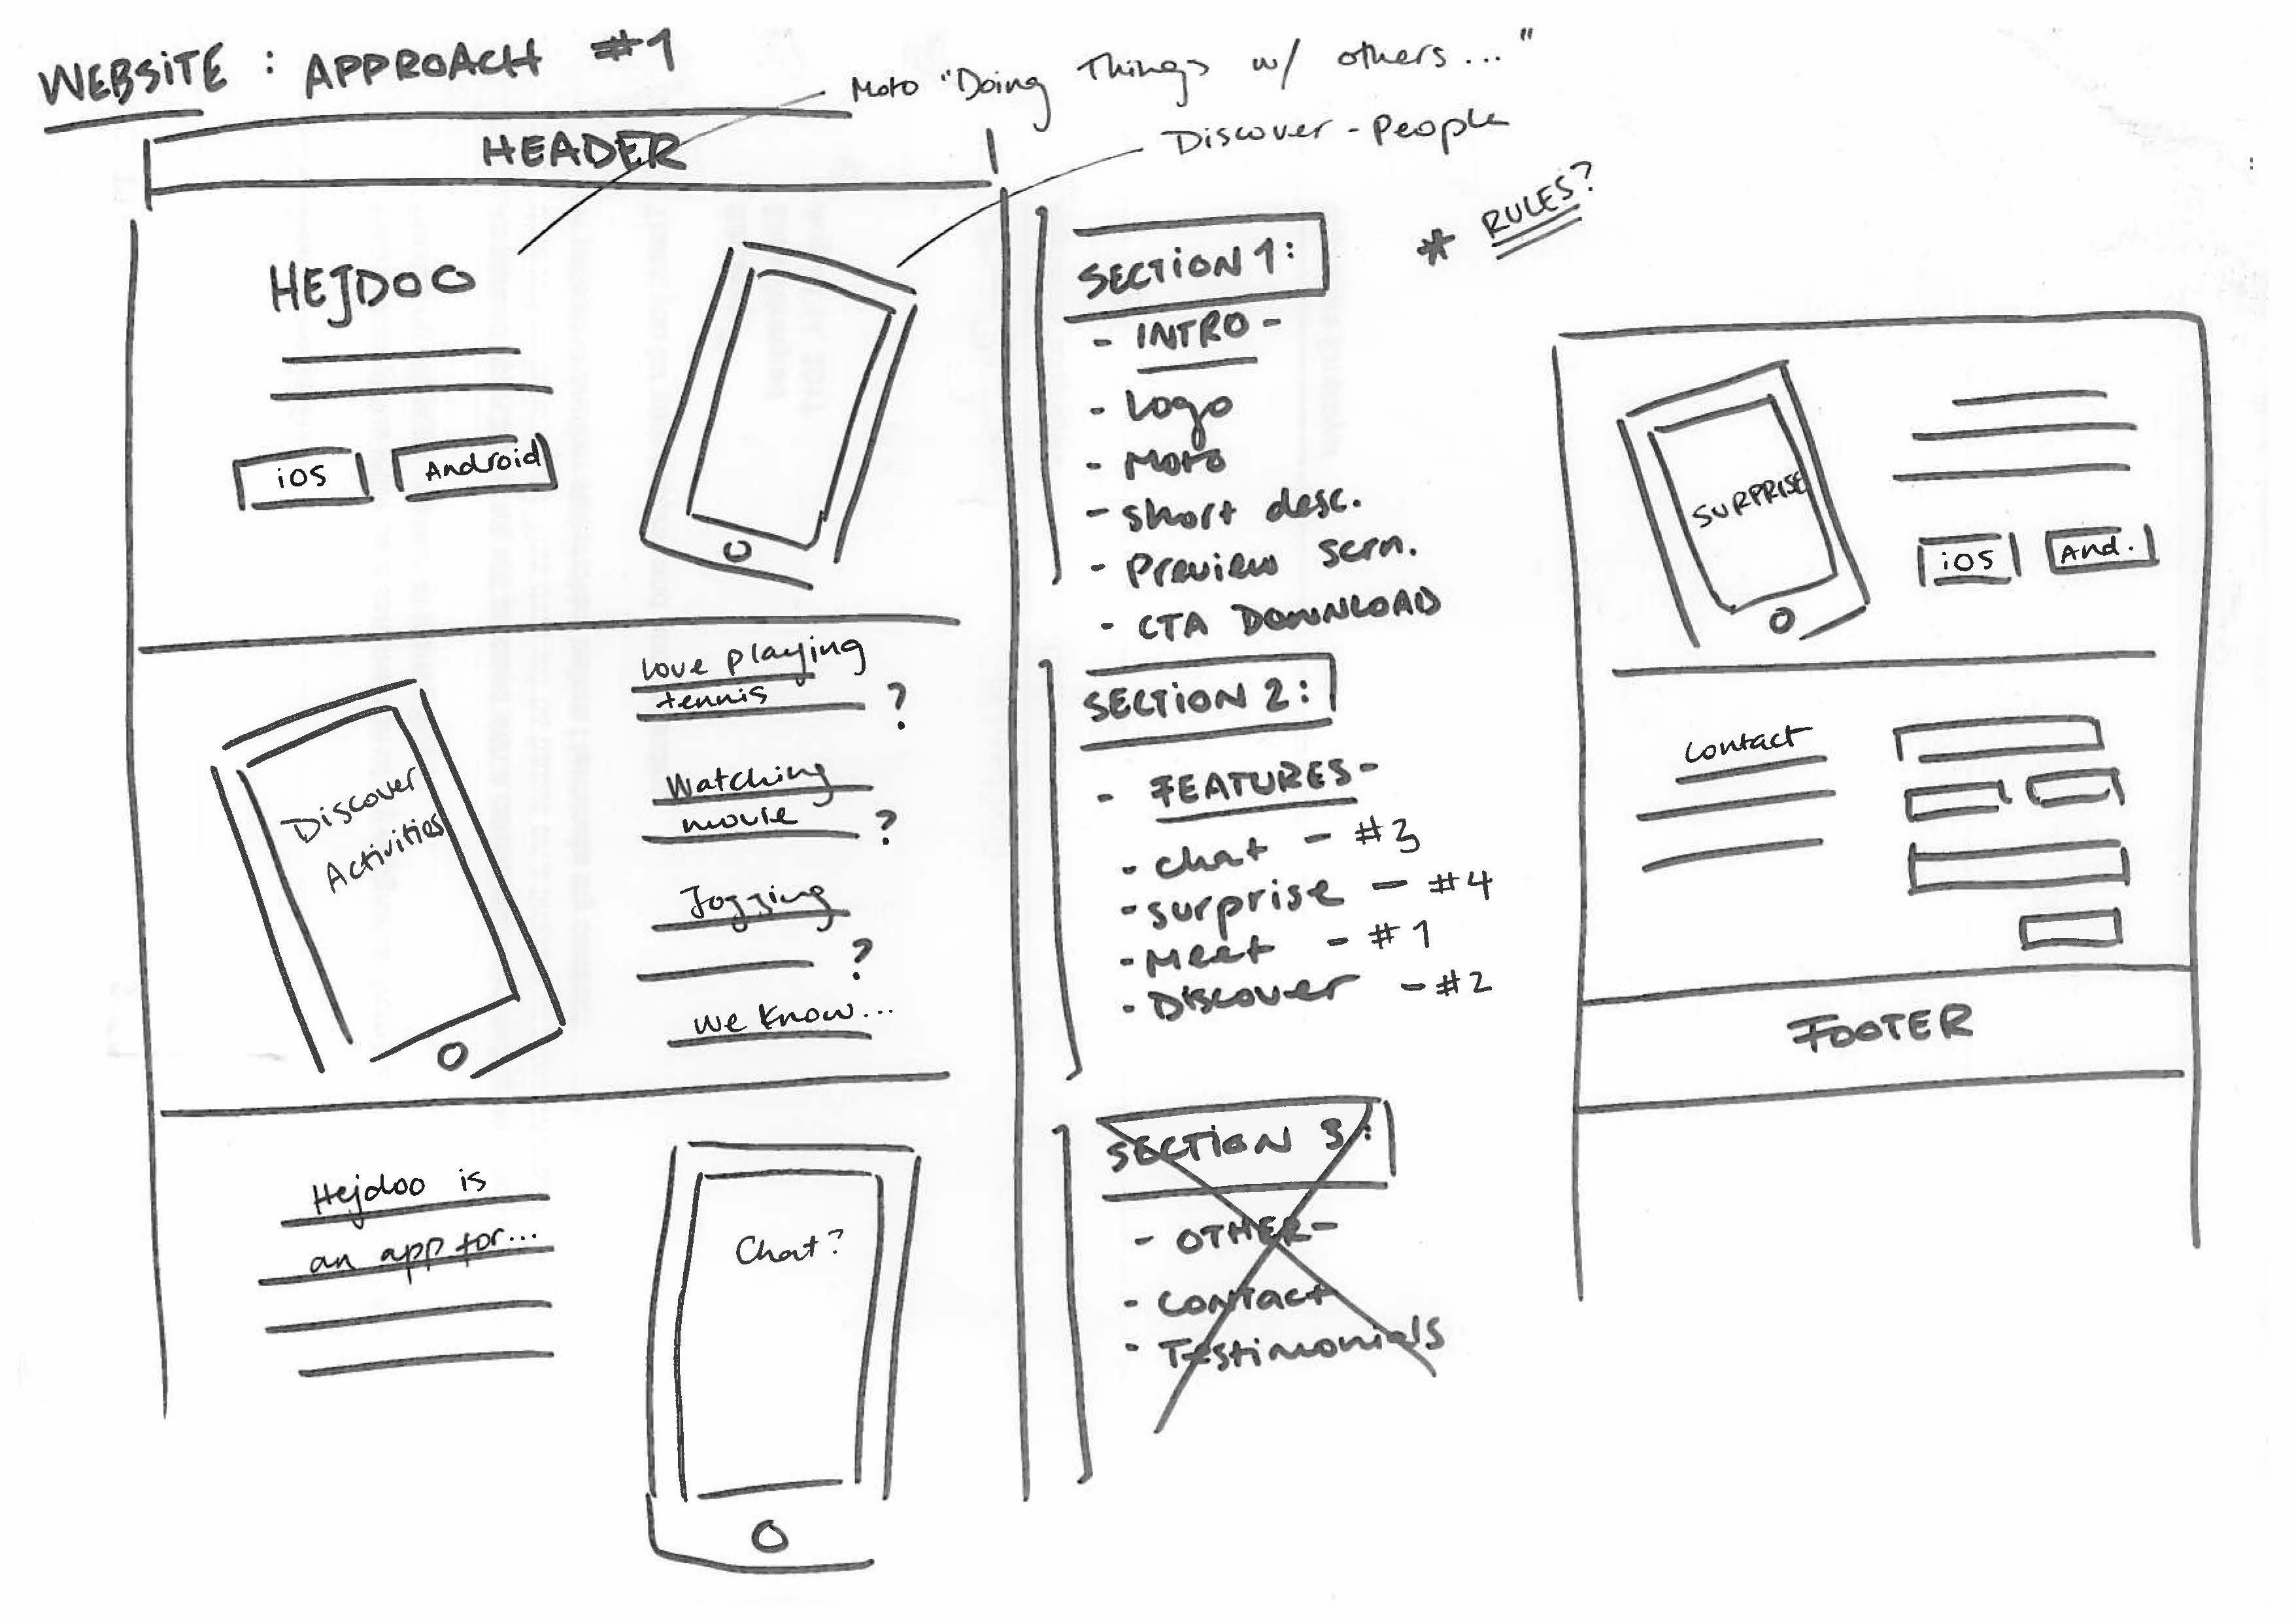 WEBSITE : APPROACH #1
Moto "Doing Things w/ others..."
Discover - People
HEADER
HEJDOO
iOS
Android
Discover
Activities
love playing
tennis ?
Watching
movie ?
Jogging
?
we know...
Hejdoo is
an app for...
Chat?
* RULES?
SECTION 1:
- INTRO -
- Logo
- Moto
- short desc.
- Preview scrn.
- CTA DOWNLOAD
SECTION 2:
- FEATURES -
- chat - #3
- surprise - #4
- Meet - #1
- Discover - #2
SECTION 3:
- OTHER -
- Contact
- Testimonials
SURPRISE
iOS
And.
Contact
FOOTER